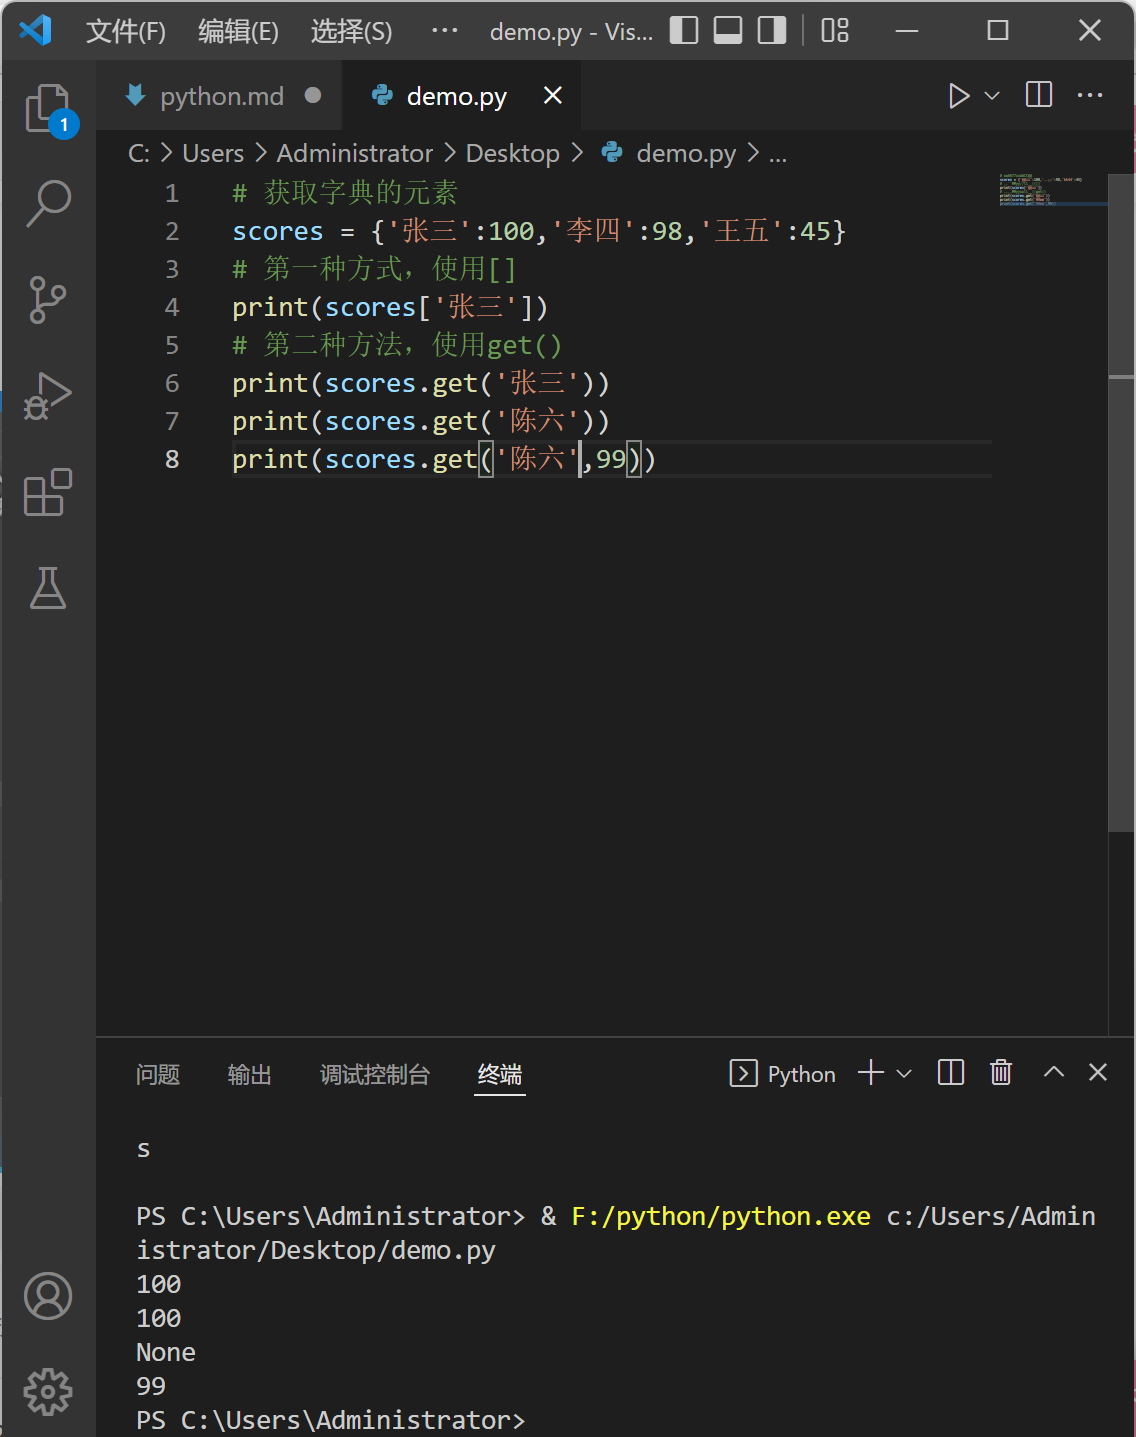 文件(F) 编辑(E) 选择(S) ··· demo.py - Vis...
python.md demo.py
1
C: > Users > Administrator > Desktop > demo.py > ...
1 # 获取字典的元素
2 scores = {'张三':100,'李四':98,'王五':45}
3 # 第一种方式，使用[]
4 print(scores['张三'])
5 # 第二种方法，使用get()
6 print(scores.get('张三'))
7 print(scores.get('陈六'))
8 print(scores.get('陈六',99))
问题 输出 调试控制台 终端 Python
s
PS C:\Users\Administrator> & F:/python/python.exe c:/Users/Admin
istrator/Desktop/demo.py
100
100
None
99
PS C:\Users\Administrator>